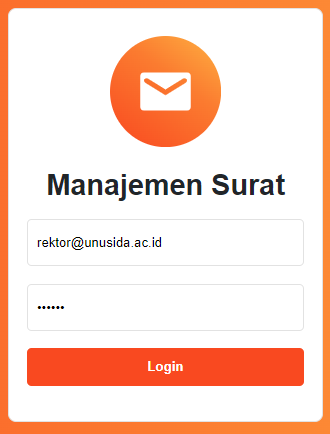 Manajemen Surat
rektor@unusida.ac.id
••••••
Login